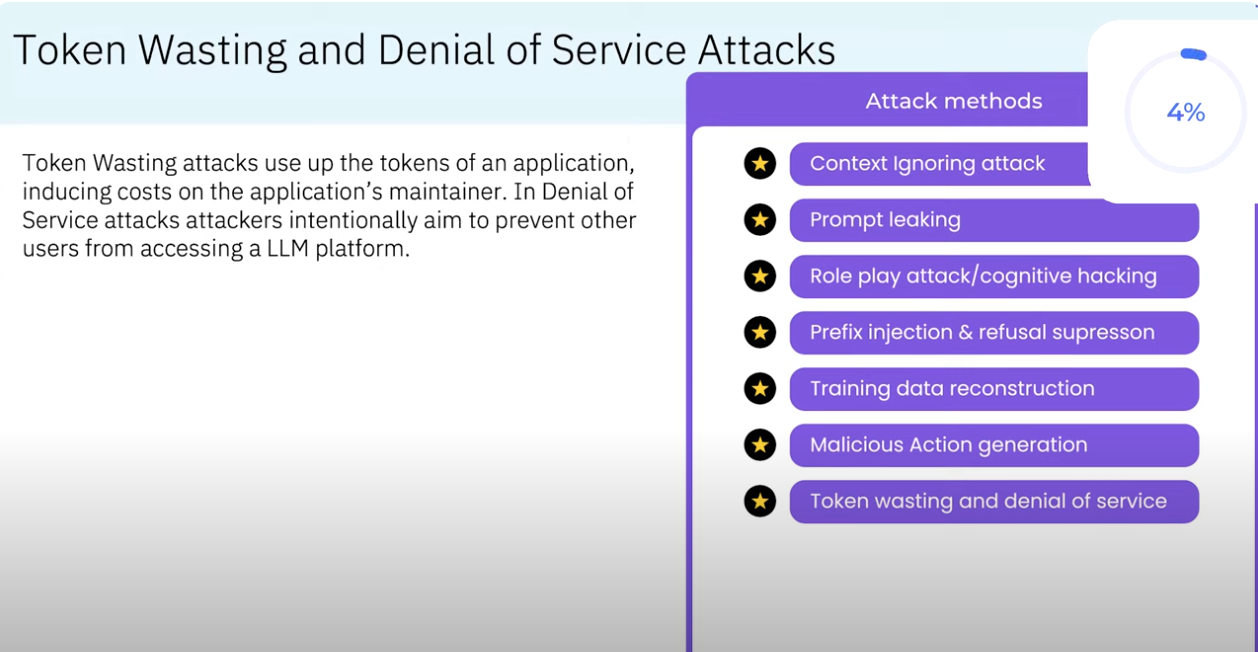 Token Wasting and Denial of Service Attacks
Token Wasting attacks use up the tokens of an application,
inducing costs on the application's maintainer. In Denial of
Service attacks attackers intentionally aim to prevent other
users from accessing a LLM platform.
Attack methods
4%
Context Ignoring attack
Prompt leaking
Role play attack/cognitive hacking
Prefix injection & refusal supresson
Training data reconstruction
Malicious Action generation
Token wasting and denial of service